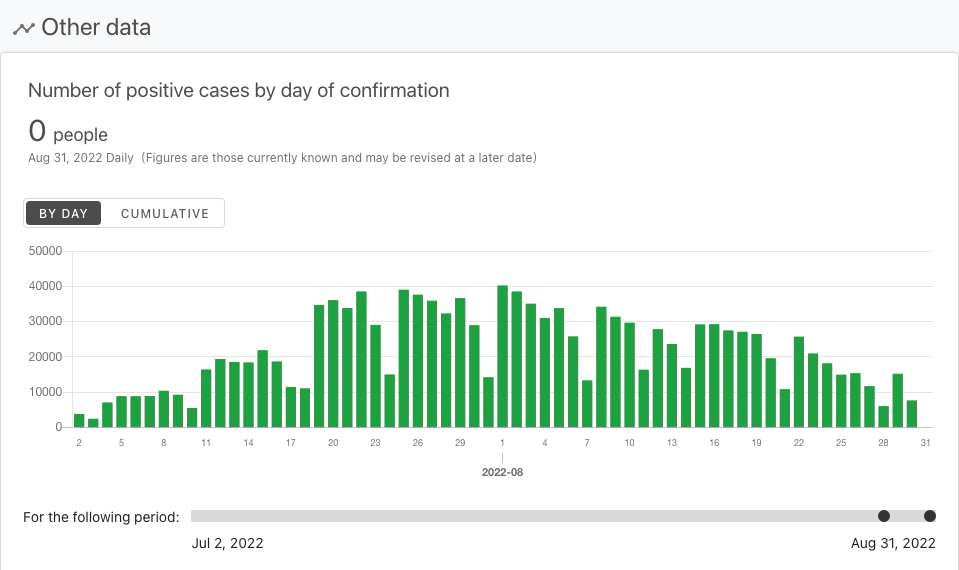 Other data
Number of positive cases by day of confirmation
0 people
Aug 31, 2022 Daily (Figures are those currently known and may be revised at a later date)
BY DAY CUMULATIVE
50000
40000
30000
20000
10000
0
2 5 8 11 14 17 20 23 26 29 1 4 7 10 13 16 19 22 25 28 31
2022-08
For the following period:
Jul 2, 2022 Aug 31, 2022